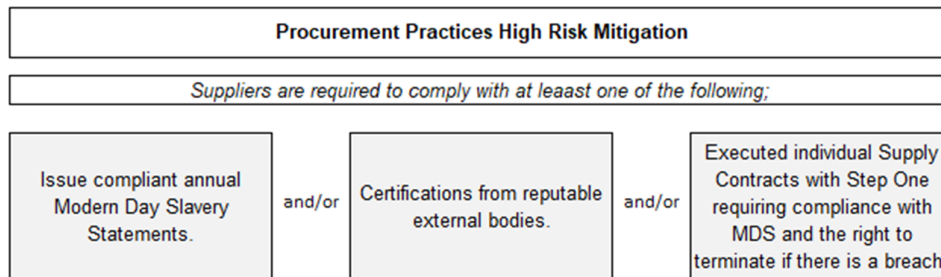 Procurement Practices High Risk Mitigation
Suppliers are required to comply with at leaast one of the following;
Issue compliant annual
Modern Day Slavery
Statements.
and/or
Certifications from reputable
external bodies.
and/or
Executed individual Supply
Contracts with Step One
requiring compliance with
MDS and the right to
terminate if there is a breach